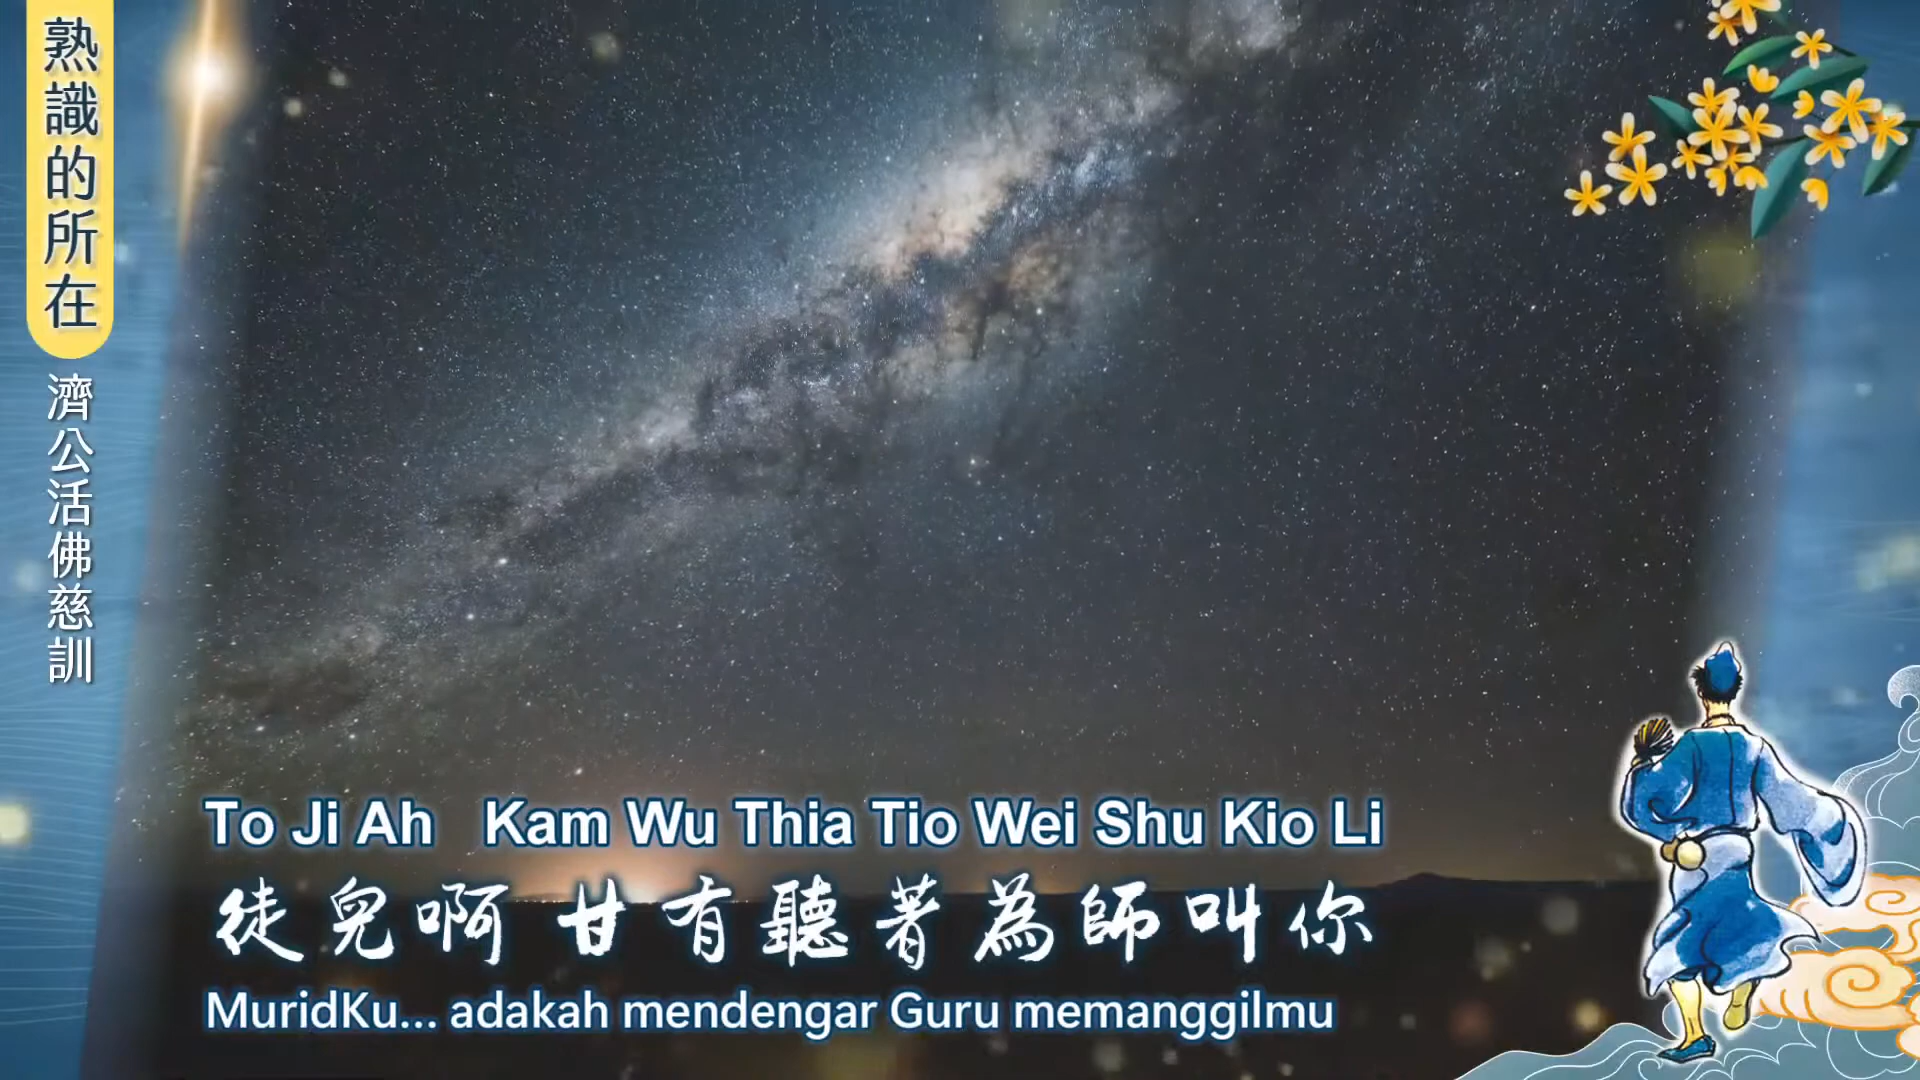 熟識的所在
濟公活佛慈訓
To Ji Ah Kam Wu Thia Tio Wei Shu Kio Li
徒兒啊 甘有聽著為師叫你
MuridKu... adakah mendengar Guru memanggilmu